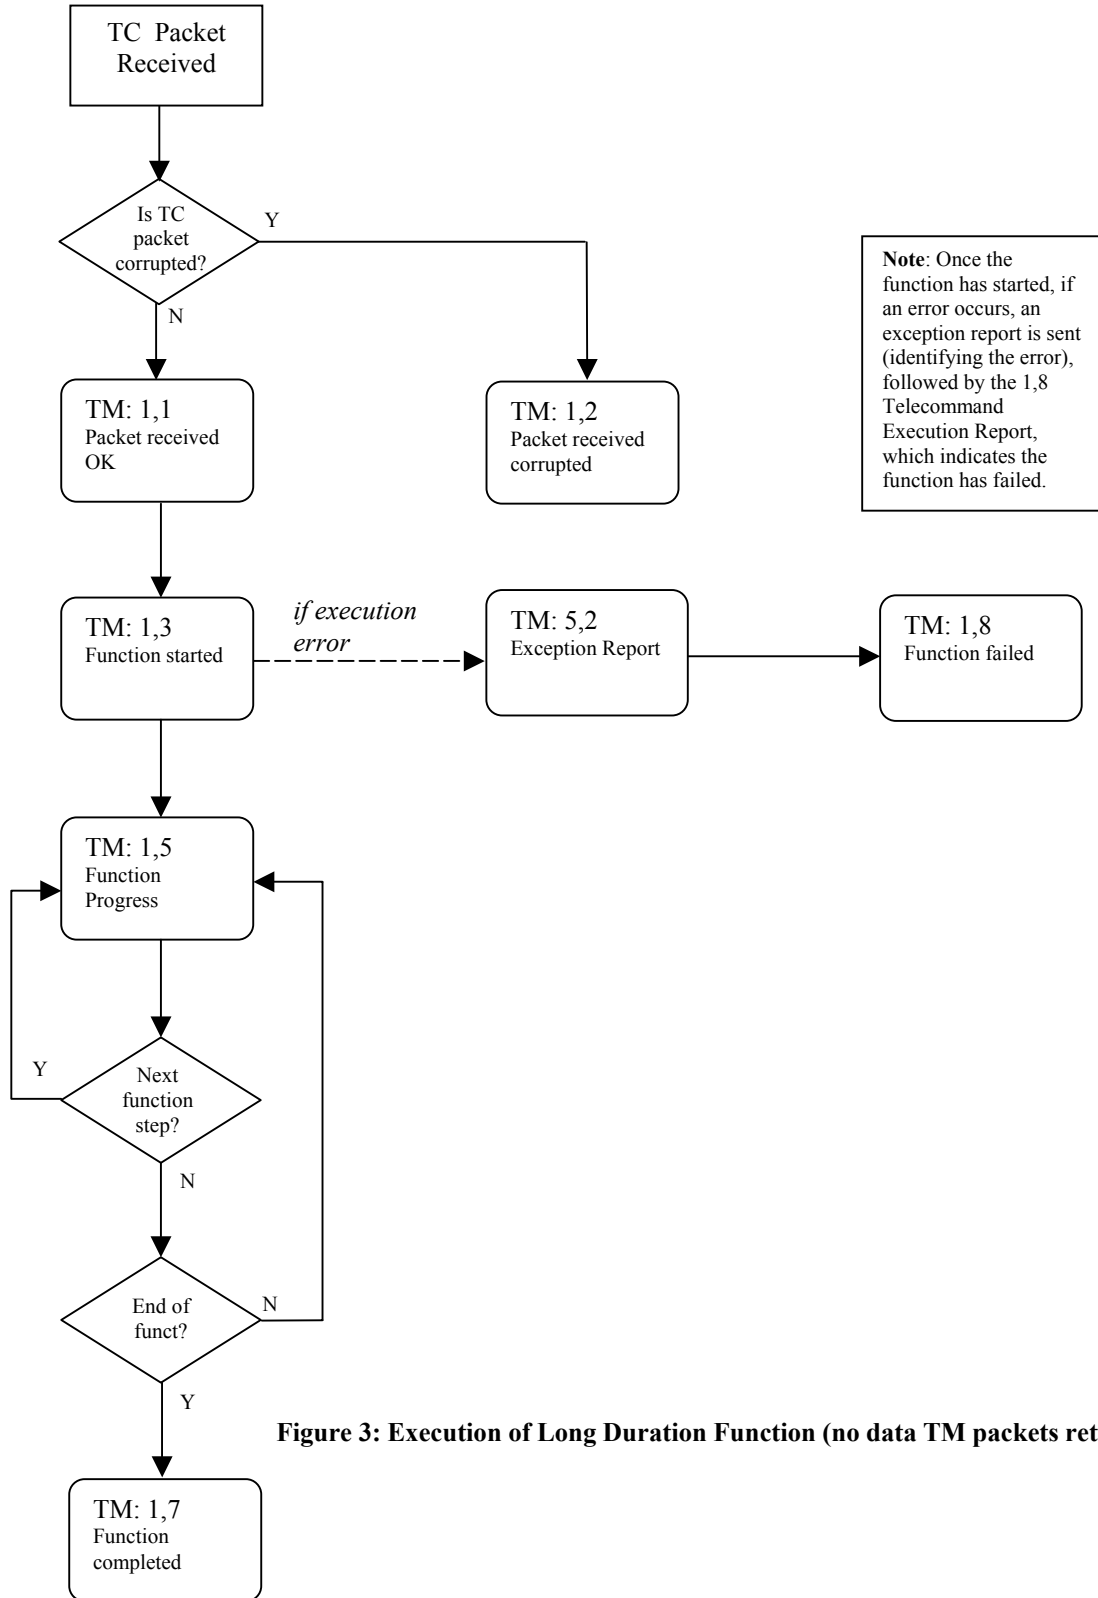 TC Packet
Received
Is TC
packet
corrupted?
Y
N
Note: Once the
function has started, if
an error occurs, an
exception report is sent
(identifying the error),
followed by the 1,8
Telecommand
Execution Report,
which indicates the
function has failed.
TM: 1,1
Packet received
OK
TM: 1,2
Packet received
corrupted
TM: 1,3
Function started
if execution
error
TM: 5,2
Exception Report
TM: 1,8
Function failed
TM: 1,5
Function
Progress
Y
Next
function
step?
N
End of
funct?
N
Y
Figure 3: Execution of Long Duration Function (no data TM packets ret
TM: 1,7
Function
completed